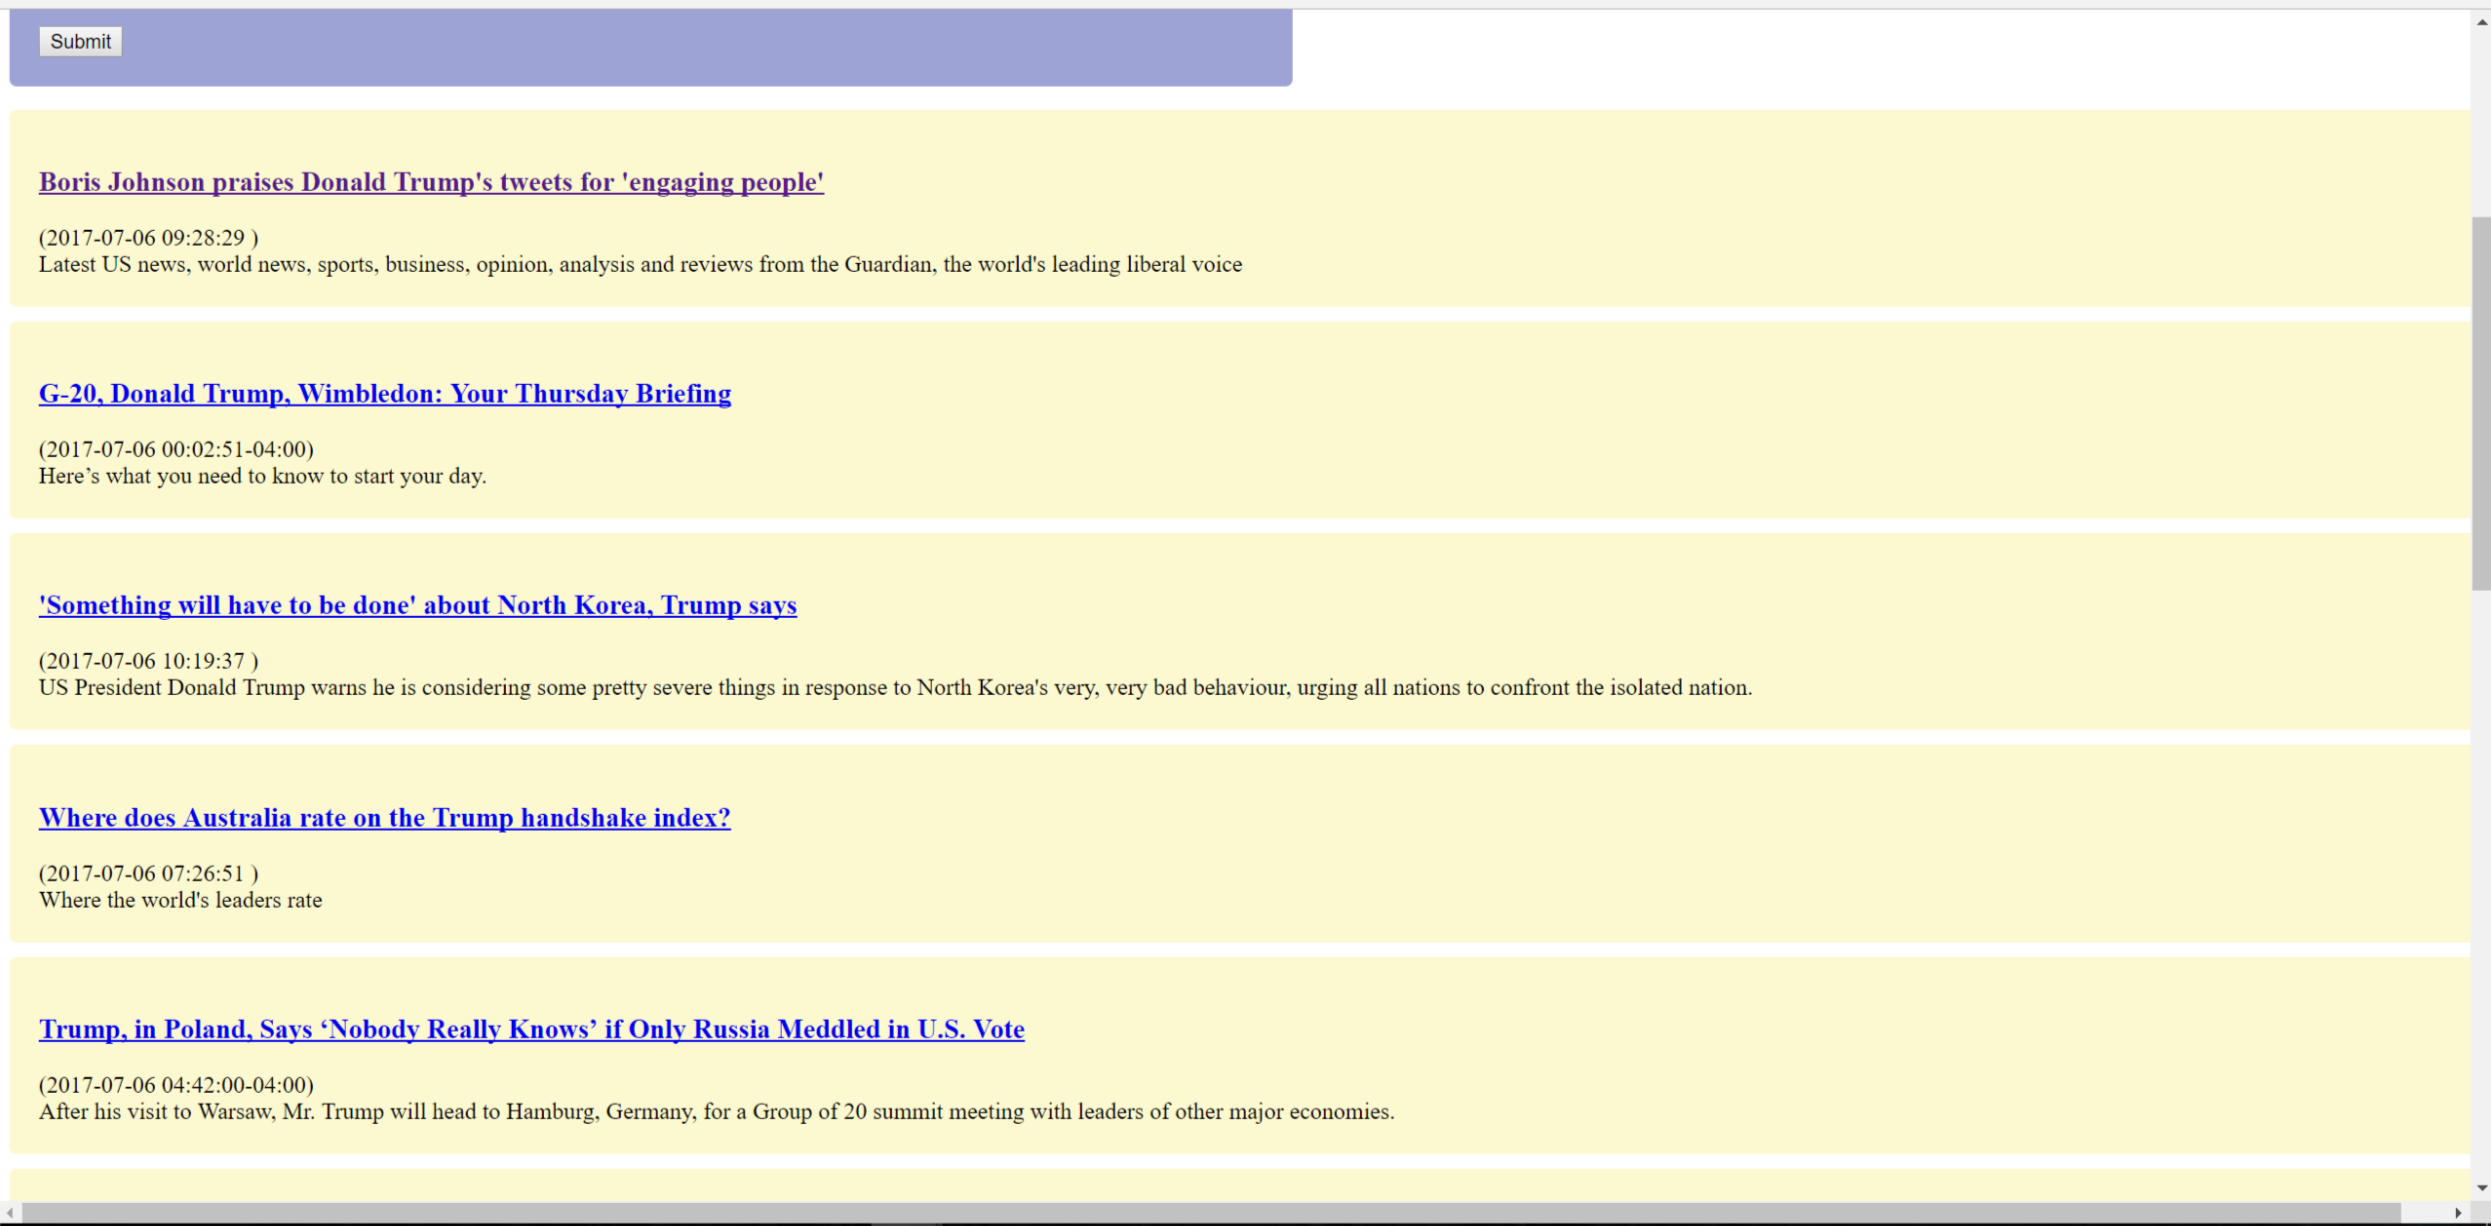 Submit
Boris Johnson praises Donald Trump's tweets for 'engaging people'
(2017-07-06 09:28:29 )
Latest US news, world news, sports, business, opinion, analysis and reviews from the Guardian, the world's leading liberal voice
G-20, Donald Trump, Wimbledon: Your Thursday Briefing
(2017-07-06 00:02:51-04:00)
Here’s what you need to know to start your day.
'Something will have to be done' about North Korea, Trump says
(2017-07-06 10:19:37 )
US President Donald Trump warns he is considering some pretty severe things in response to North Korea's very, very bad behaviour, urging all nations to confront the isolated nation.
Where does Australia rate on the Trump handshake index?
(2017-07-06 07:26:51 )
Where the world's leaders rate
Trump, in Poland, Says ‘Nobody Really Knows’ if Only Russia Meddled in U.S. Vote
(2017-07-06 04:42:00-04:00)
After his visit to Warsaw, Mr. Trump will head to Hamburg, Germany, for a Group of 20 summit meeting with leaders of other major economies.